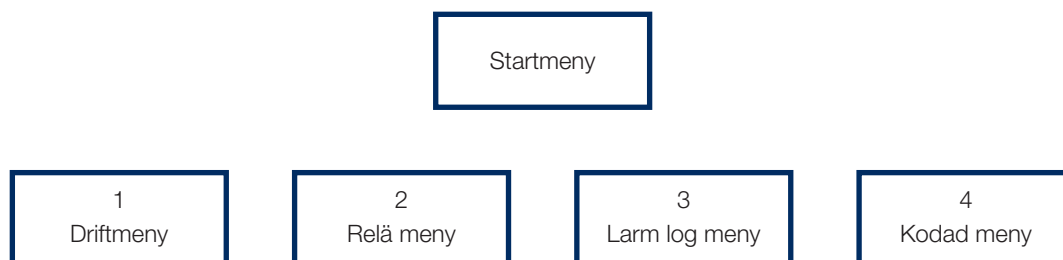 Startmeny
1
Driftmeny
2
Relä meny
3
Larm log meny
4
Kodad meny